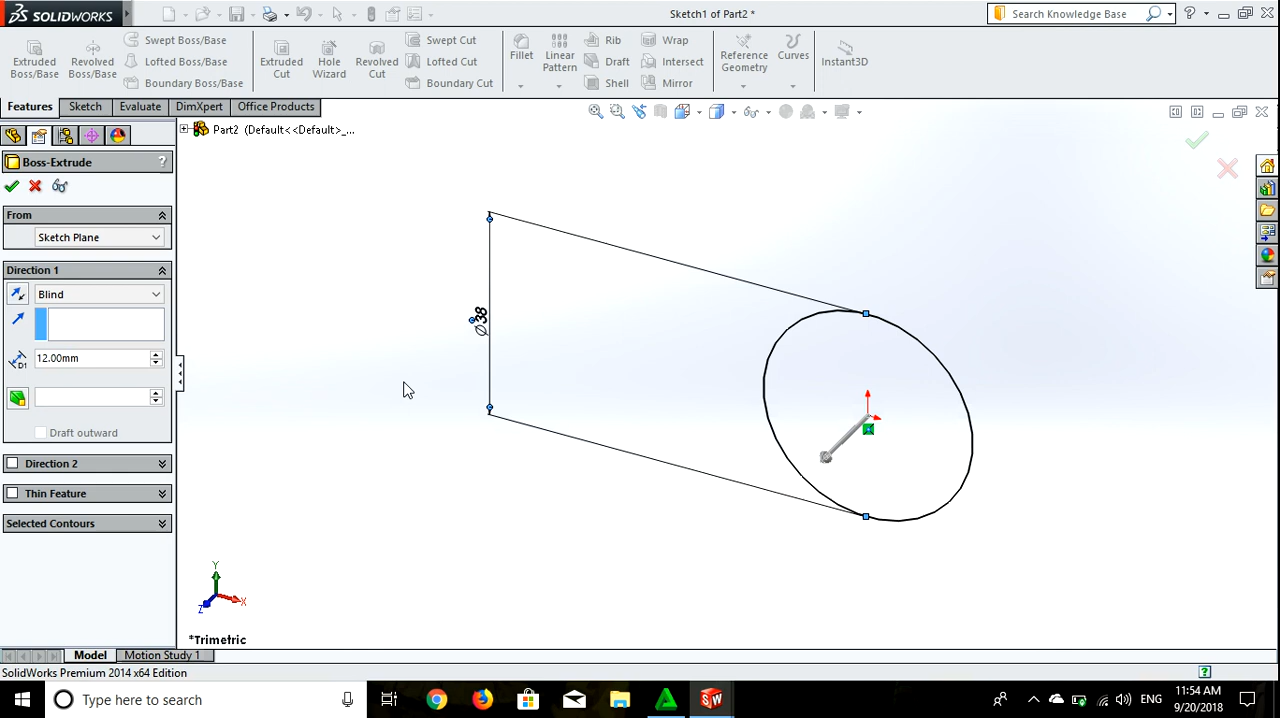 SOLIDWORKS
Sketch1 of Part2 *
Search Knowledge Base
Extruded Boss/Base
Revolved Boss/Base
Swept Boss/Base
Lofted Boss/Base
Boundary Boss/Base
Extruded Cut
Hole Wizard
Revolved Cut
Swept Cut
Lofted Cut
Boundary Cut
Fillet
Linear Pattern
Rib
Draft
Shell
Wrap
Intersect
Mirror
Reference Geometry
Curves
Instant3D
Features
Sketch
Evaluate
DimXpert
Office Products
Part2 (Default<<Default>_...
Boss-Extrude
?
From
Sketch Plane
Direction 1
Blind
D1
12.00mm
Draft outward
Direction 2
Thin Feature
Selected Contours
Ø38
Y
X
Z
*Trimetric
Model
Motion Study 1
SolidWorks Premium 2014 x64 Edition
?
Type here to search
SW
ENG
11:54 AM
9/20/2018